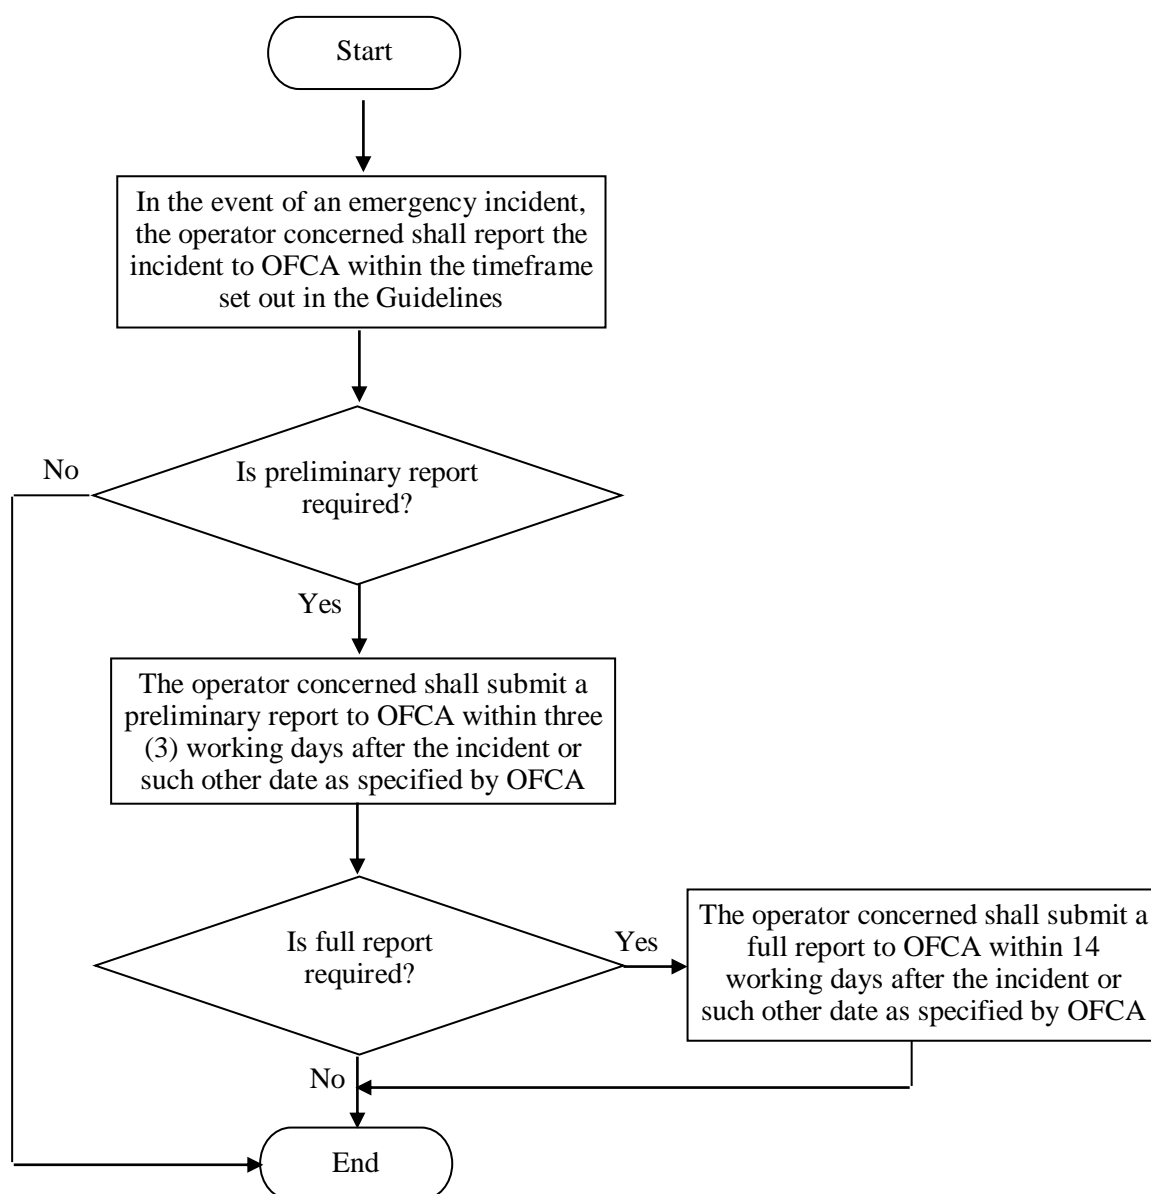 Start
In the event of an emergency incident,
the operator concerned shall report the
incident to OFCA within the timeframe
set out in the Guidelines
No
Is preliminary report
required?
Yes
The operator concerned shall submit a
preliminary report to OFCA within three
(3) working days after the incident or
such other date as specified by OFCA
Is full report
required?
Yes
The operator concerned shall submit a
full report to OFCA within 14
working days after the incident or
such other date as specified by OFCA
No
End